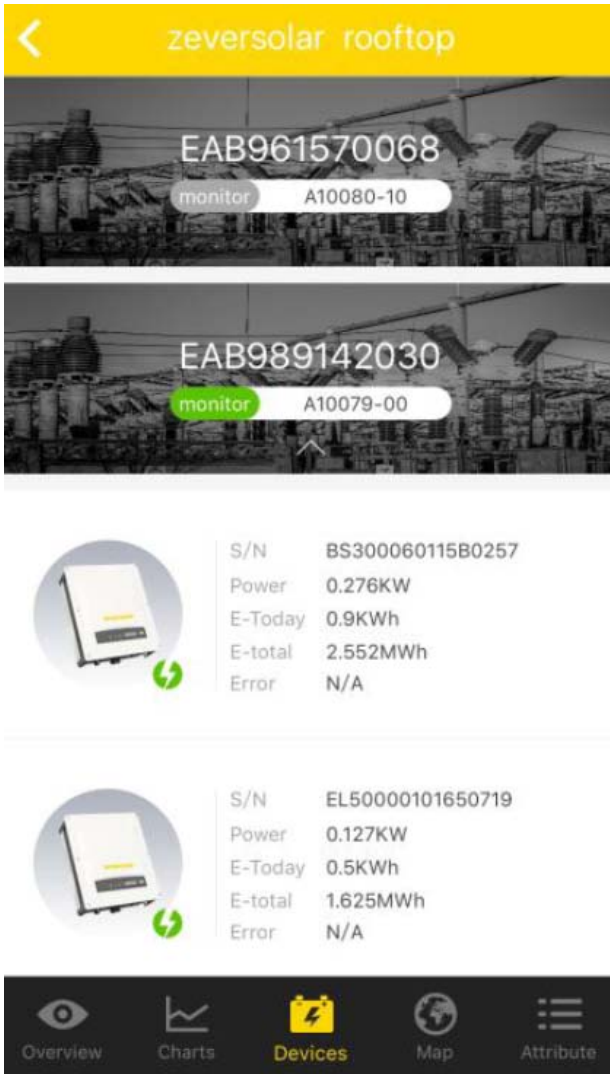 zeversolar rooftop
EAB961570068
monitor A10080-10
EAB989142030
monitor A10079-00
S/N BS300060115B0257
Power 0.276KW
E-Today 0.9KWh
E-total 2.552MWh
Error N/A
S/N EL50000101650719
Power 0.127KW
E-Today 0.5KWh
E-total 1.625MWh
Error N/A
Overview Charts Devices Map Attribute